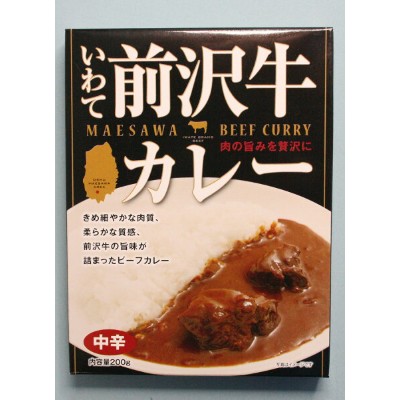 いわて
前沢牛
MAESAWA BEEF CURRY
肉の旨みを贅沢に
カレー
きめ細やかな肉質、
柔らかな質感、
前沢牛の旨味が
詰まったビーフカレー
中辛
内容量200g